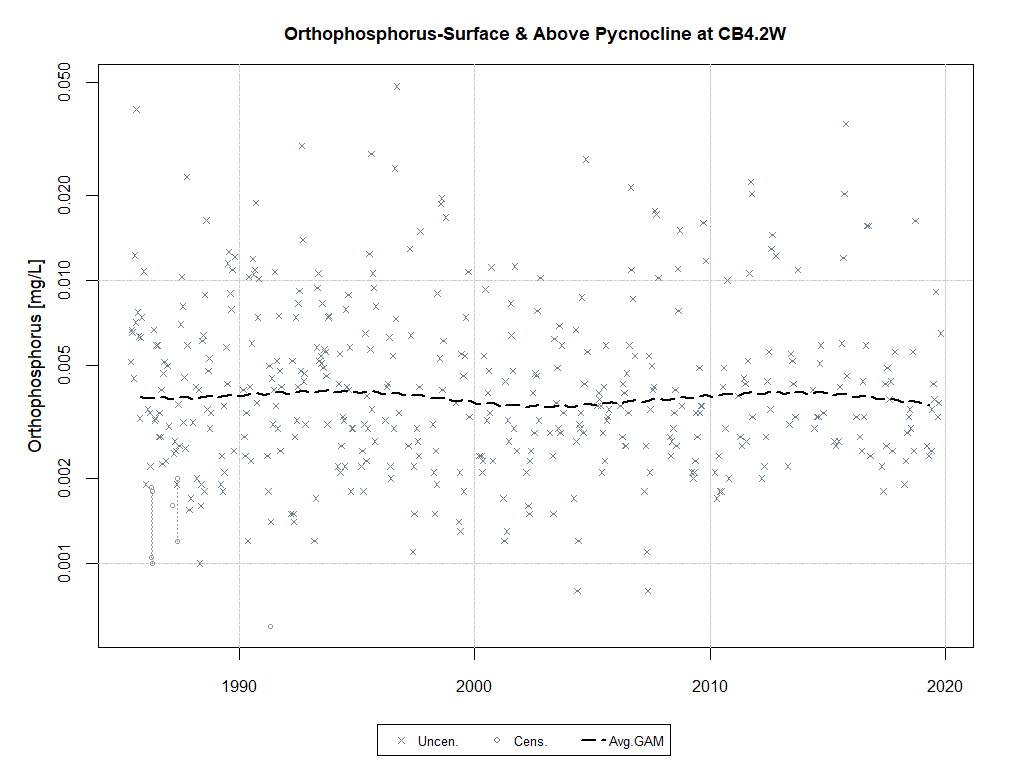 Orthophosphorus-Surface & Above Pycnocline at CB4.2W
Orthophosphorus [mg/L]
0.050
0.020
0.010
0.005
0.002
0.001
1990
2000
2010
2020
Uncen.
Cens.
Avg.GAM